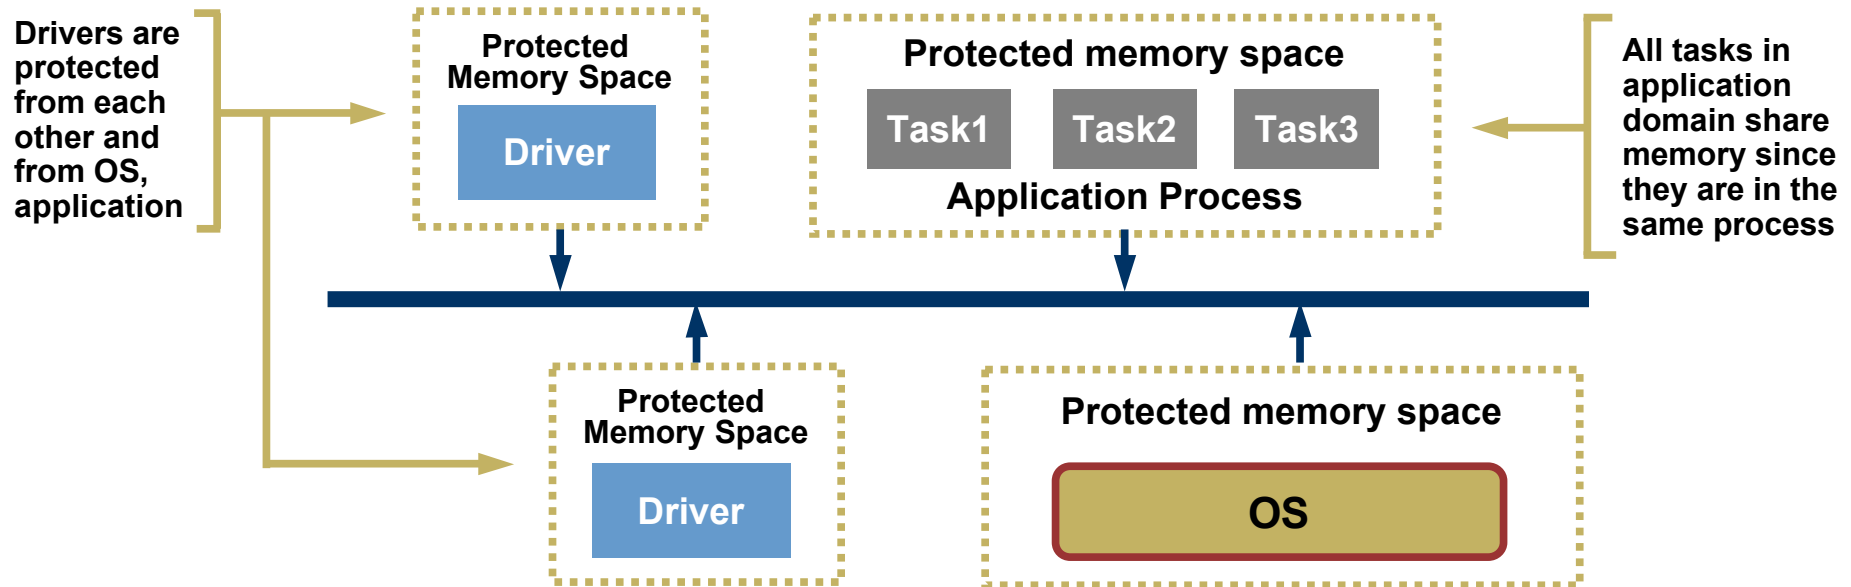 Drivers are
protected
from each
other and
from OS,
application
Protected
Memory Space
Driver
Protected memory space
Task1
Task2
Task3
Application Process
All tasks in
application
domain share
memory since
they are in the
same process
Protected
Memory Space
Driver
Protected memory space
OS